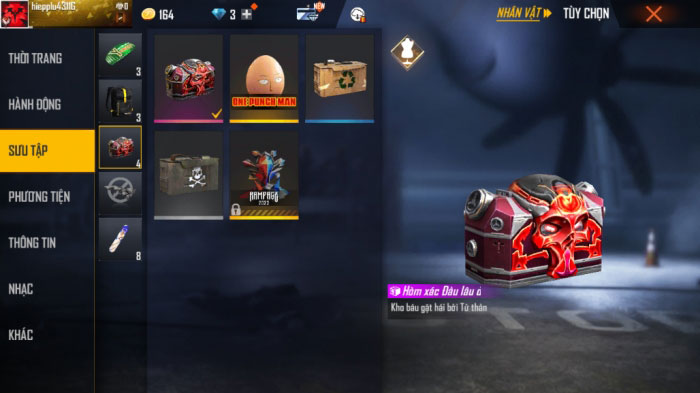 hiepplu43116
0
164
3
NEW
NHÂN VẬT
TÙY CHỌN
THỜI TRANG
HÀNH ĐỘNG
SƯU TẬP
PHƯƠNG TIỆN
THÔNG TIN
NHẠC
KHÁC
3
3
4
8
ONE PUNCH MAN
RAMPAGE
Hòm xác Đầu lâu đ
Kho báu gặt hái bởi Tử thần